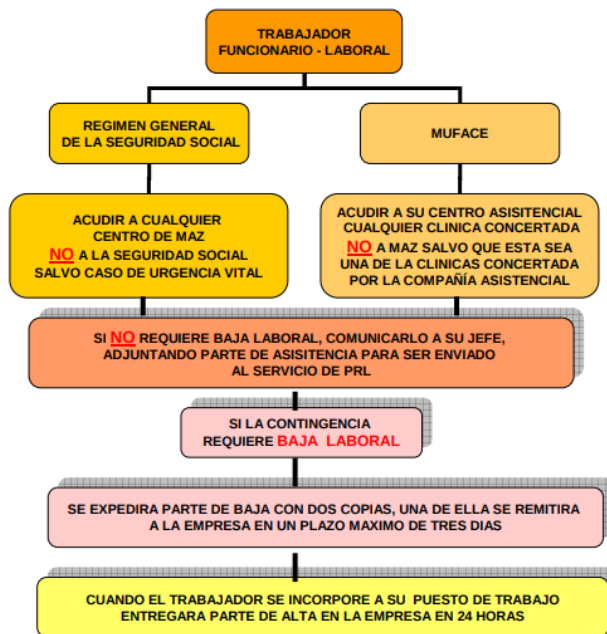 TRABAJADOR
FUNCIONARIO - LABORAL
REGIMEN GENERAL
DE LA SEGURIDAD SOCIAL
MUFACE
ACUDIR A CUALQUIER
CENTRO DE MAZ
NO A LA SEGURIDAD SOCIAL
SALVO CASO DE URGENCIA VITAL
ACUDIR A SU CENTRO ASISITENCIAL
CUALQUIER CLINICA CONCERTADA
NO A MAZ SALVO QUE ESTA SEA
UNA DE LA CLINICAS CONCERTADA
POR LA COMPAÑÍA ASISTENCIAL
SI NO REQUIERE BAJA LABORAL, COMUNICARLO A SU JEFE,
ADJUNTANDO PARTE DE ASISITENCIA PARA SER ENVIADO
AL SERVICIO DE PRL
SI LA CONTINGENCIA
REQUIERE BAJA LABORAL
SE EXPEDIRA PARTE DE BAJA CON DOS COPIAS, UNA DE ELLA SE REMITIRA
A LA EMPRESA EN UN PLAZO MAXIMO DE TRES DIAS
CUANDO EL TRABAJADOR SE INCORPORE A SU PUESTO DE TRABAJO
ENTREGARA PARTE DE ALTA EN LA EMPRESA EN 24 HORAS